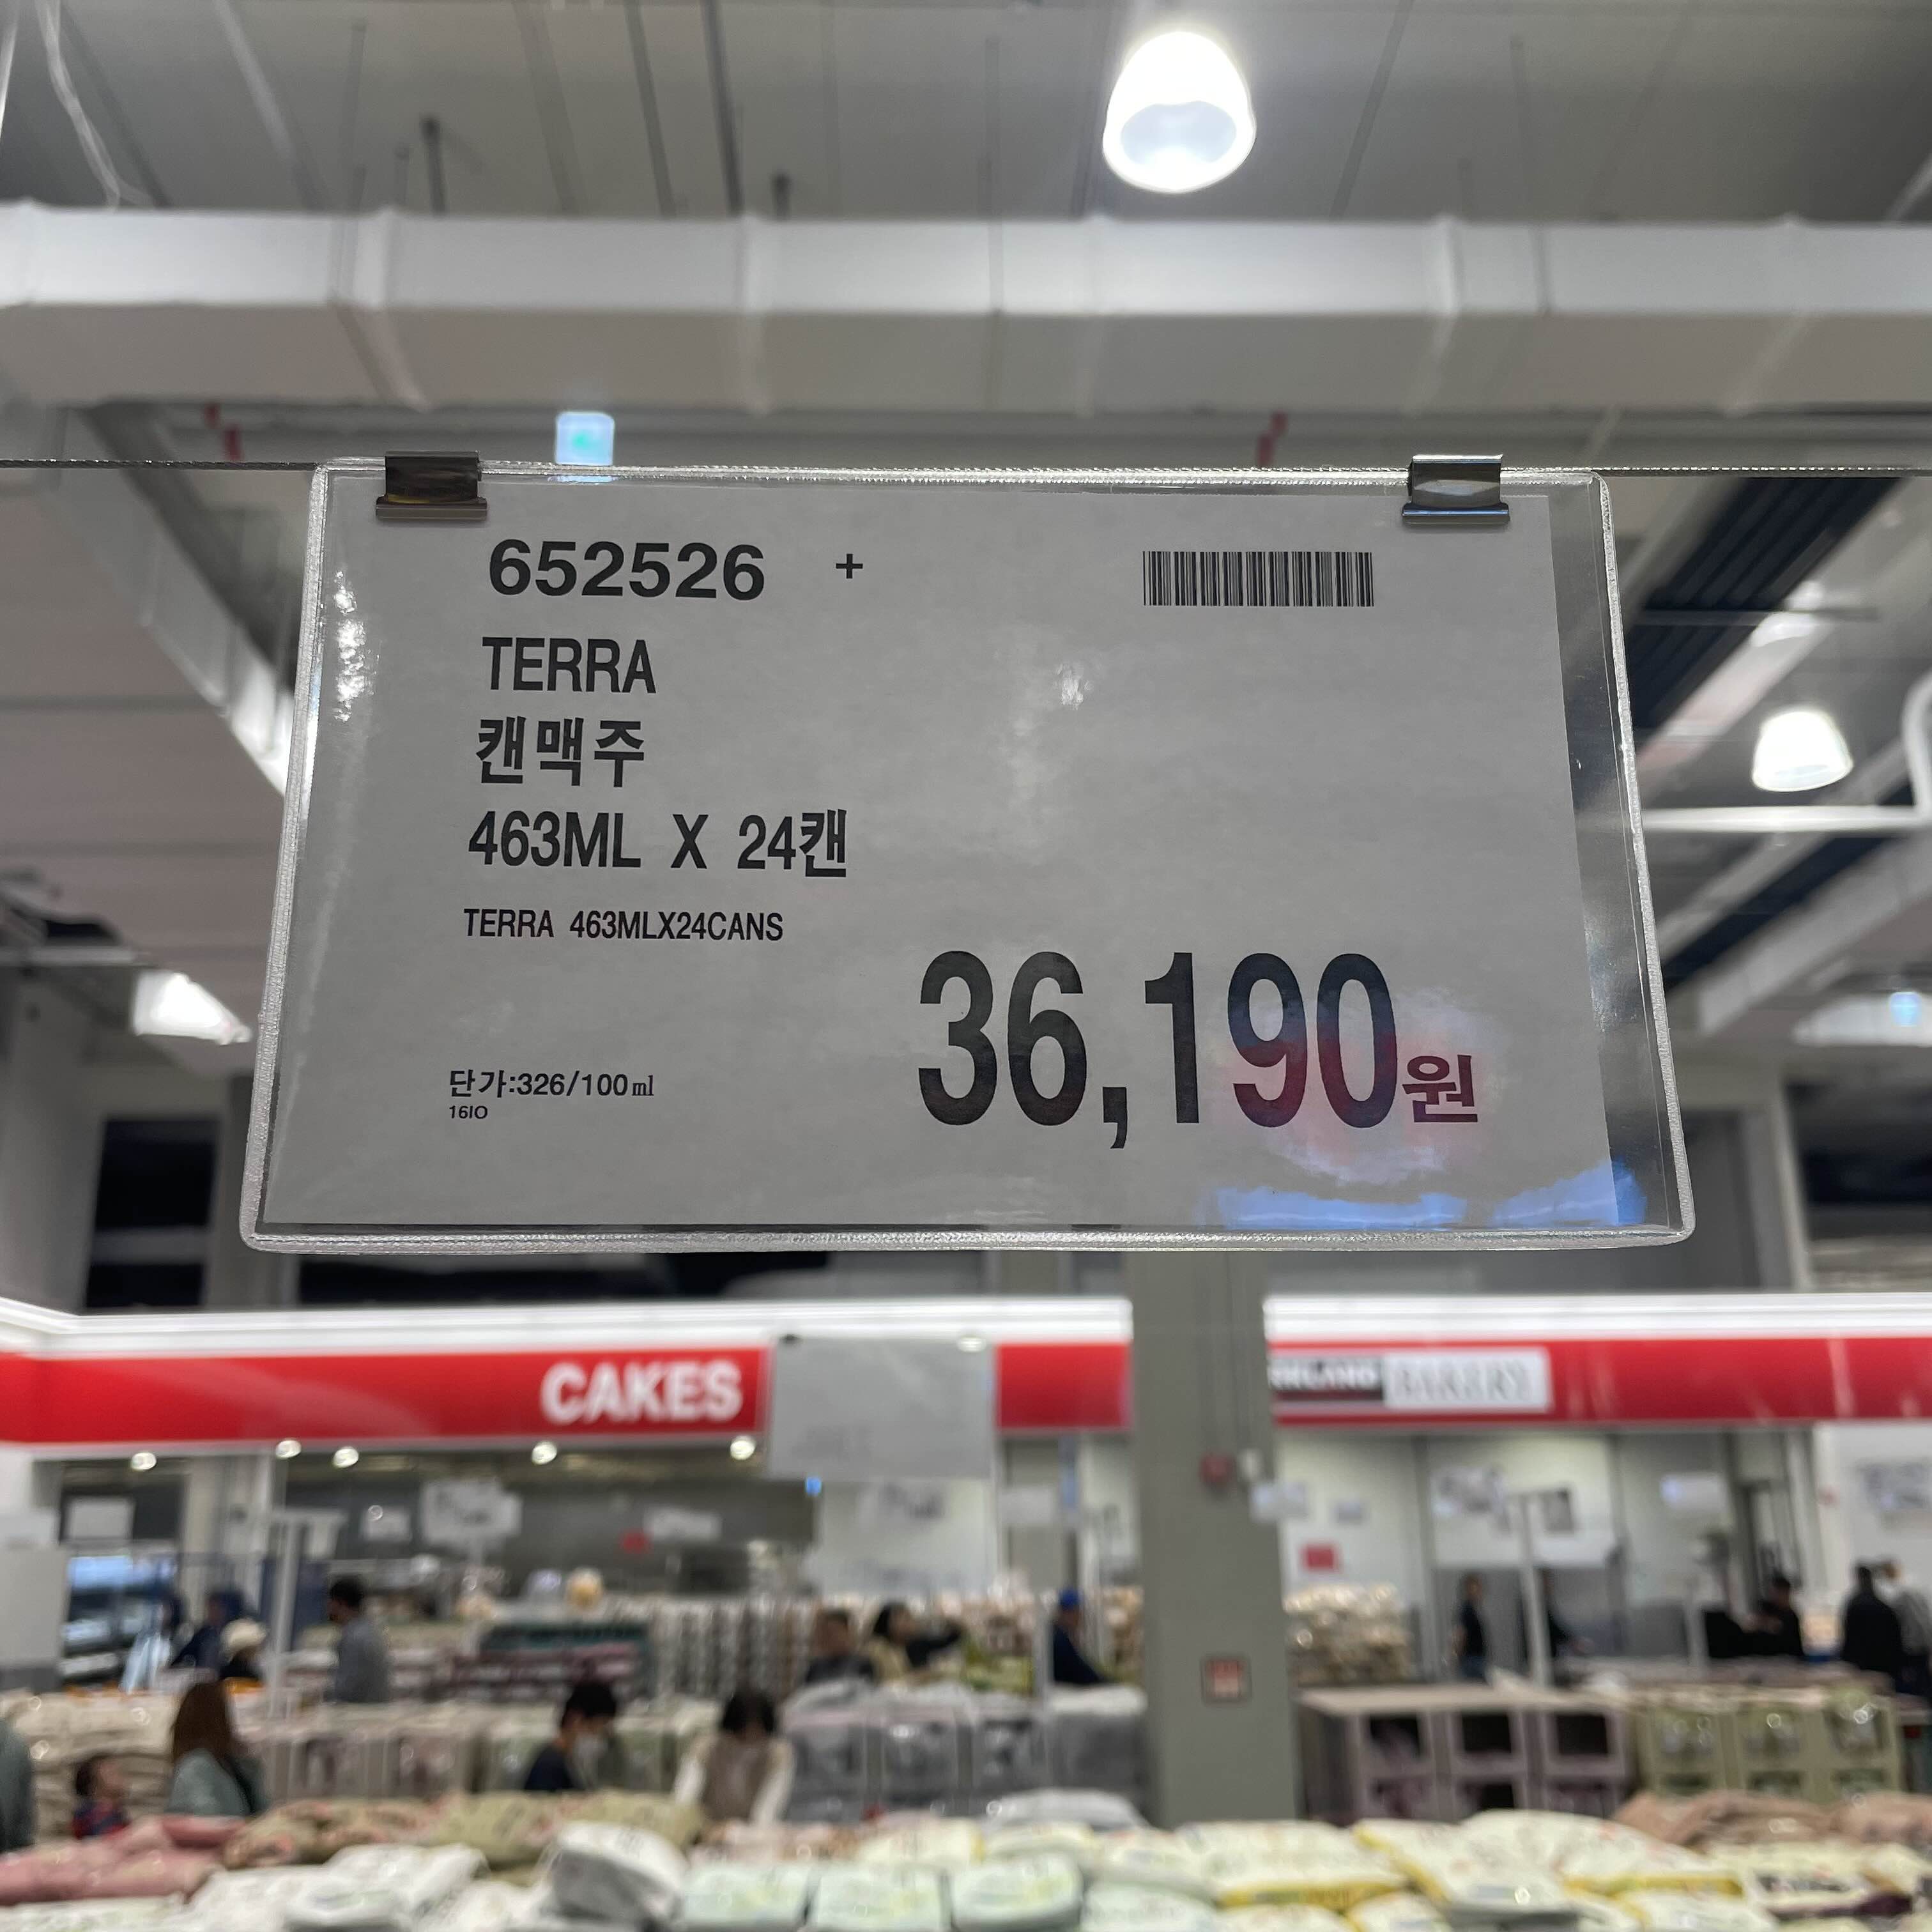 652526 +
TERRA
캔맥주
463ML X 24캔
TERRA 463MLX24CANS
36,190원
단가:326/100㎖
16IO
CAKES
BAKERY